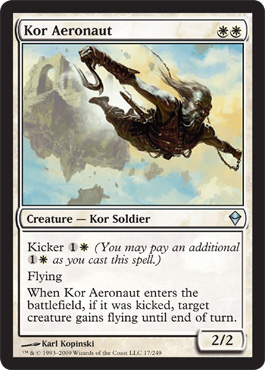 Kor Aeronaut
Creature — Kor Soldier
Kicker 1 (You may pay an additional
1 as you cast this spell.)
Flying
When Kor Aeronaut enters the
battlefield, if it was kicked, target
creature gains flying until end of turn.
Karl Kopinski
2/2
™ & © 1993–2009 Wizards of the Coast LLC 17/249